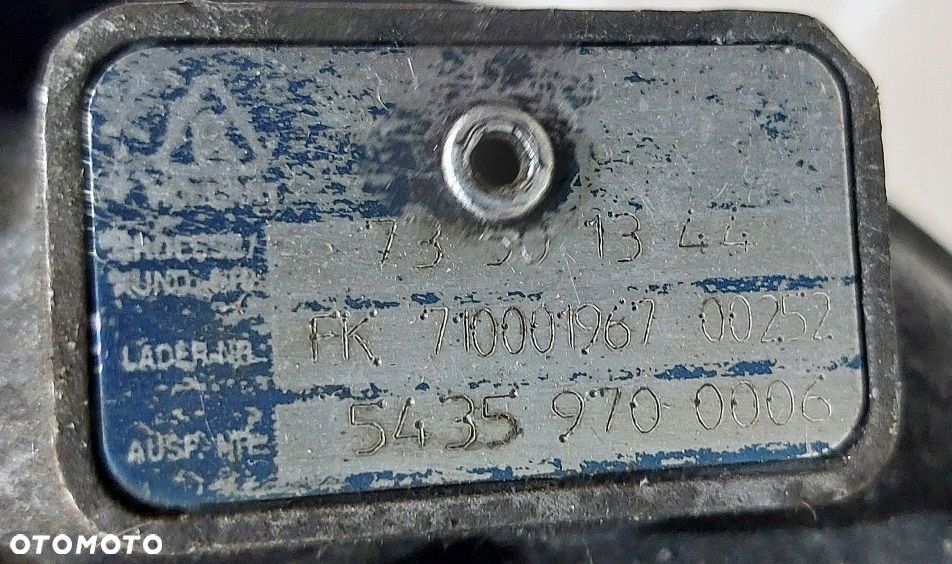 73 50 13 44
KUND.-NR.
LADER-NR. FK 710001967 00252
AUSF.-NR. 5435 970 0006
OTOMOTO